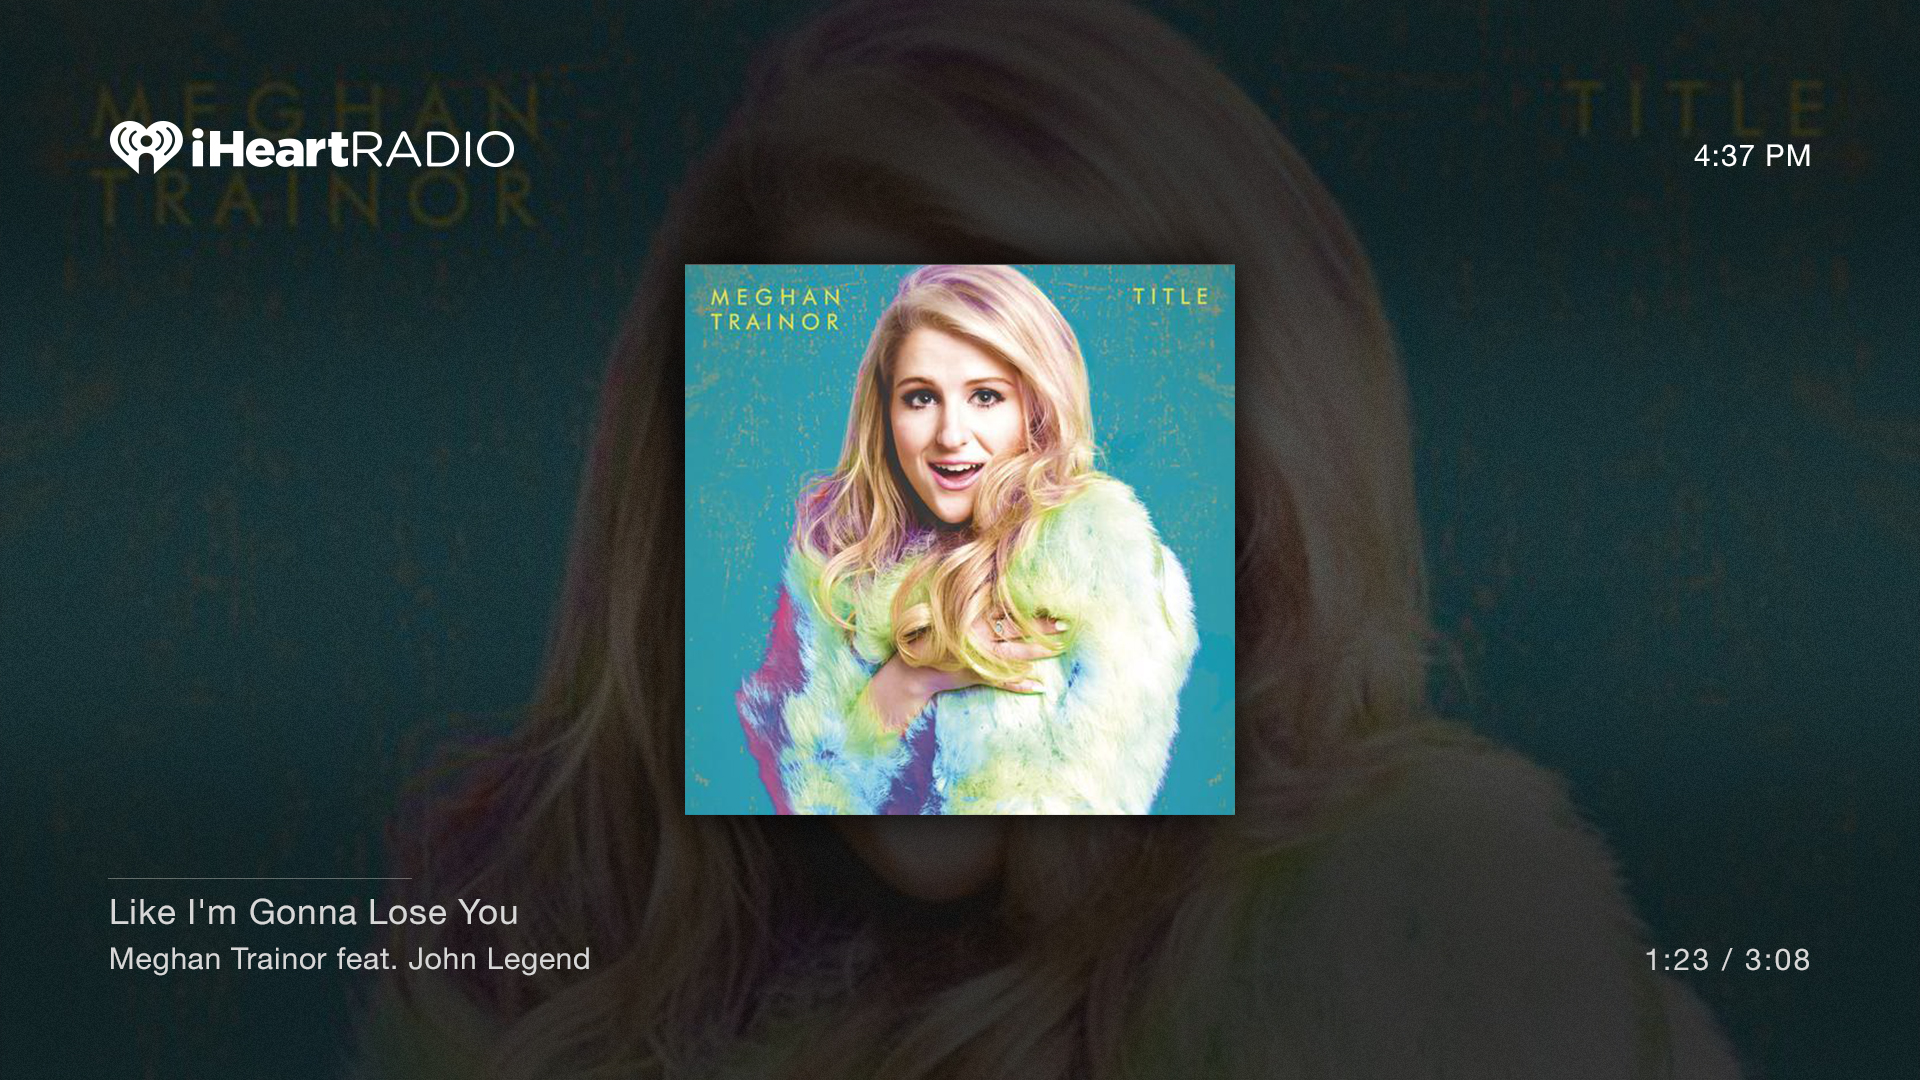 MEGHAN
TRAINOR
TITLE
iHeartRADIO
4:37 PM
MEGHAN
TRAINOR
TITLE
Like I'm Gonna Lose You
Meghan Trainor feat. John Legend
1:23 / 3:08